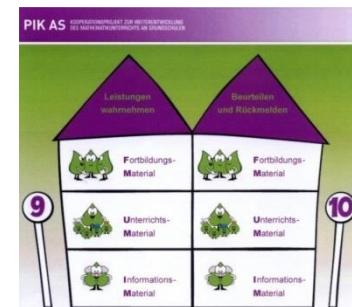 PIK AS KOOPERATIONSPROJEKT ZUR WEITERENTWICKLUNG
DES MATHEMATIKUNTERRICHTS AN GRUNDSCHULEN
Leistungen
wahrnehmen
Beurteilen
und Rückmelden
Fortbildungs-
Material
Fortbildungs-
Material
9
Unterrichts-
Material
Unterrichts-
Material
10
Informations-
Material
Informations-
Material